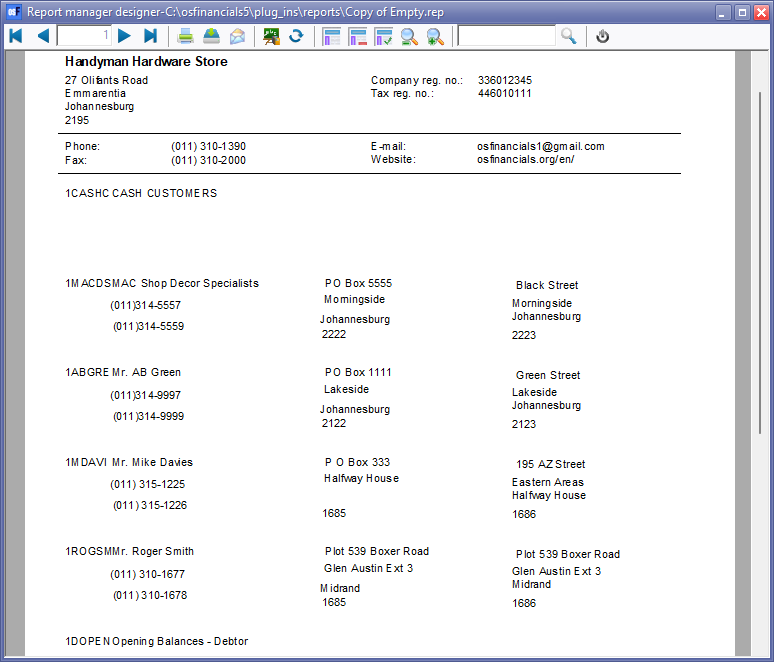 Report manager designer-C:\osfinancials5\plug_ins\reports\Copy of Empty.rep
1
Handyman Hardware Store
27 Olifants Road
Emmarentia
Johannesburg
2195
Company reg. no.: 336012345
Tax reg. no.: 446010111
Phone: (011) 310-1390 E-mail: osfinancials1@gmail.com
Fax: (011) 310-2000 Website: osfinancials.org/en/
1CASHC CASH CUSTOMERS
1MACDSMAC Shop Decor Specialists PO Box 5555 Black Street
(011)314-5557 Morningside Morningside
(011)314-5559 Johannesburg Johannesburg
2222 2223
1ABGRE Mr. AB Green PO Box 1111 Green Street
(011)314-9997 Lakeside Lakeside
(011)314-9999 Johannesburg Johannesburg
2122 2123
1MDAVI Mr. Mike Davies P O Box 333 195 AZ Street
(011) 315-1225 Halfway House Eastern Areas
(011) 315-1226 Halfway House
1685 1686
1ROGSMMr. Roger Smith Plot 539 Boxer Road Plot 539 Boxer Road
(011) 310-1677 Glen Austin Ext 3 Glen Austin Ext 3
(011) 310-1678 Midrand Midrand
1685 1686
1DOPEN Opening Balances - Debtor